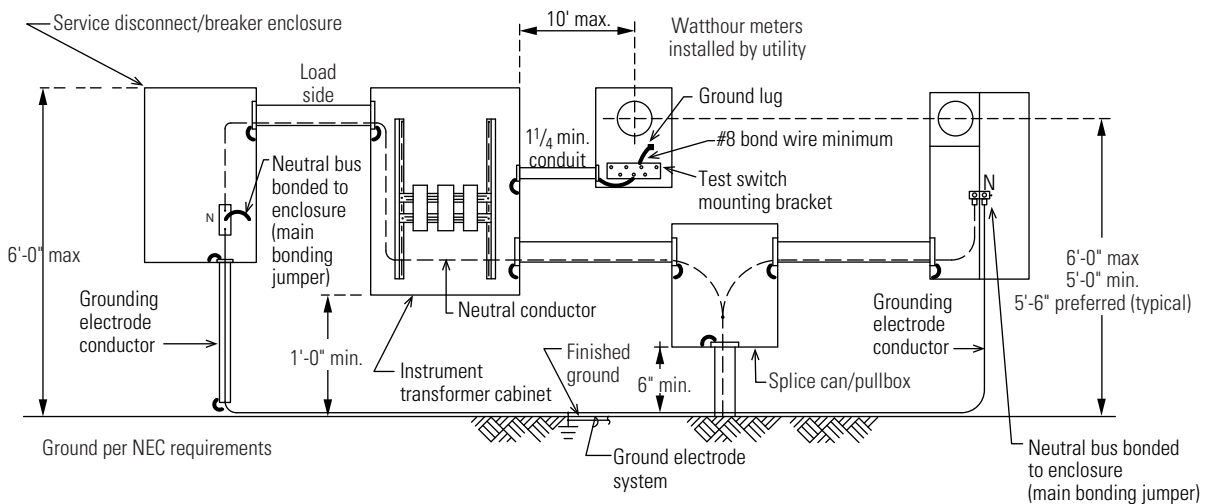 Service disconnect/breaker enclosure
10' max.
Watthour meters
installed by utility
Load
side
Ground lug
1 1/4 min.
conduit
#8 bond wire minimum
Test switch
mounting bracket
Neutral bus
bonded to
enclosure
(main
bonding
jumper)
N
N
6'-0" max
6'-0" max
5'-0" min.
5'-6" preferred (typical)
Grounding
electrode
conductor
Neutral conductor
Grounding
electrode
conductor
1'-0" min.
Instrument
transformer cabinet
Finished
ground
6" min.
Splice can/pullbox
Ground per NEC requirements
Ground electrode
system
Neutral bus bonded
to enclosure
(main bonding jumper)